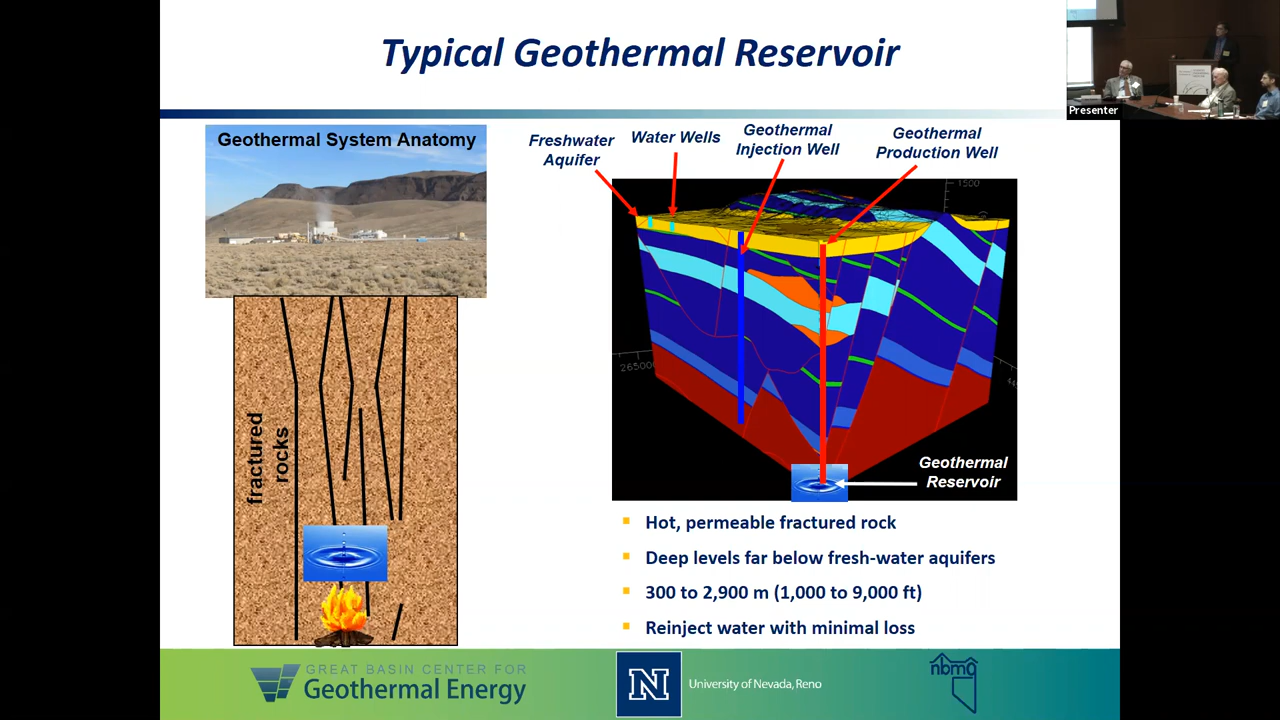 Typical Geothermal Reservoir
Presenter
Geothermal System Anatomy
fractured
rocks
Freshwater
Aquifer
Water Wells
Geothermal
Injection Well
Geothermal
Production Well
1500
265000
Geothermal
Reservoir
Hot, permeable fractured rock
Deep levels far below fresh-water aquifers
300 to 2,900 m (1,000 to 9,000 ft)
Reinject water with minimal loss
GREAT BASIN CENTER FOR
Geothermal Energy
N
University of Nevada, Reno
nbmg